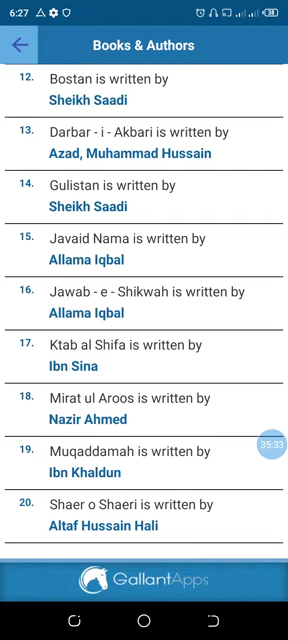 6:27
38
Books & Authors
12. Bostan is written by
Sheikh Saadi
13. Darbar - i - Akbari is written by
Azad, Muhammad Hussain
14. Gulistan is written by
Sheikh Saadi
15. Javaid Nama is written by
Allama Iqbal
16. Jawab - e - Shikwah is written by
Allama Iqbal
17. Ktab al Shifa is written by
Ibn Sina
18. Mirat ul Aroos is written by
Nazir Ahmed
19. Muqaddamah is written by
35:33
Ibn Khaldun
20. Shaer o Shaeri is written by
Altaf Hussain Hali
GallantApps